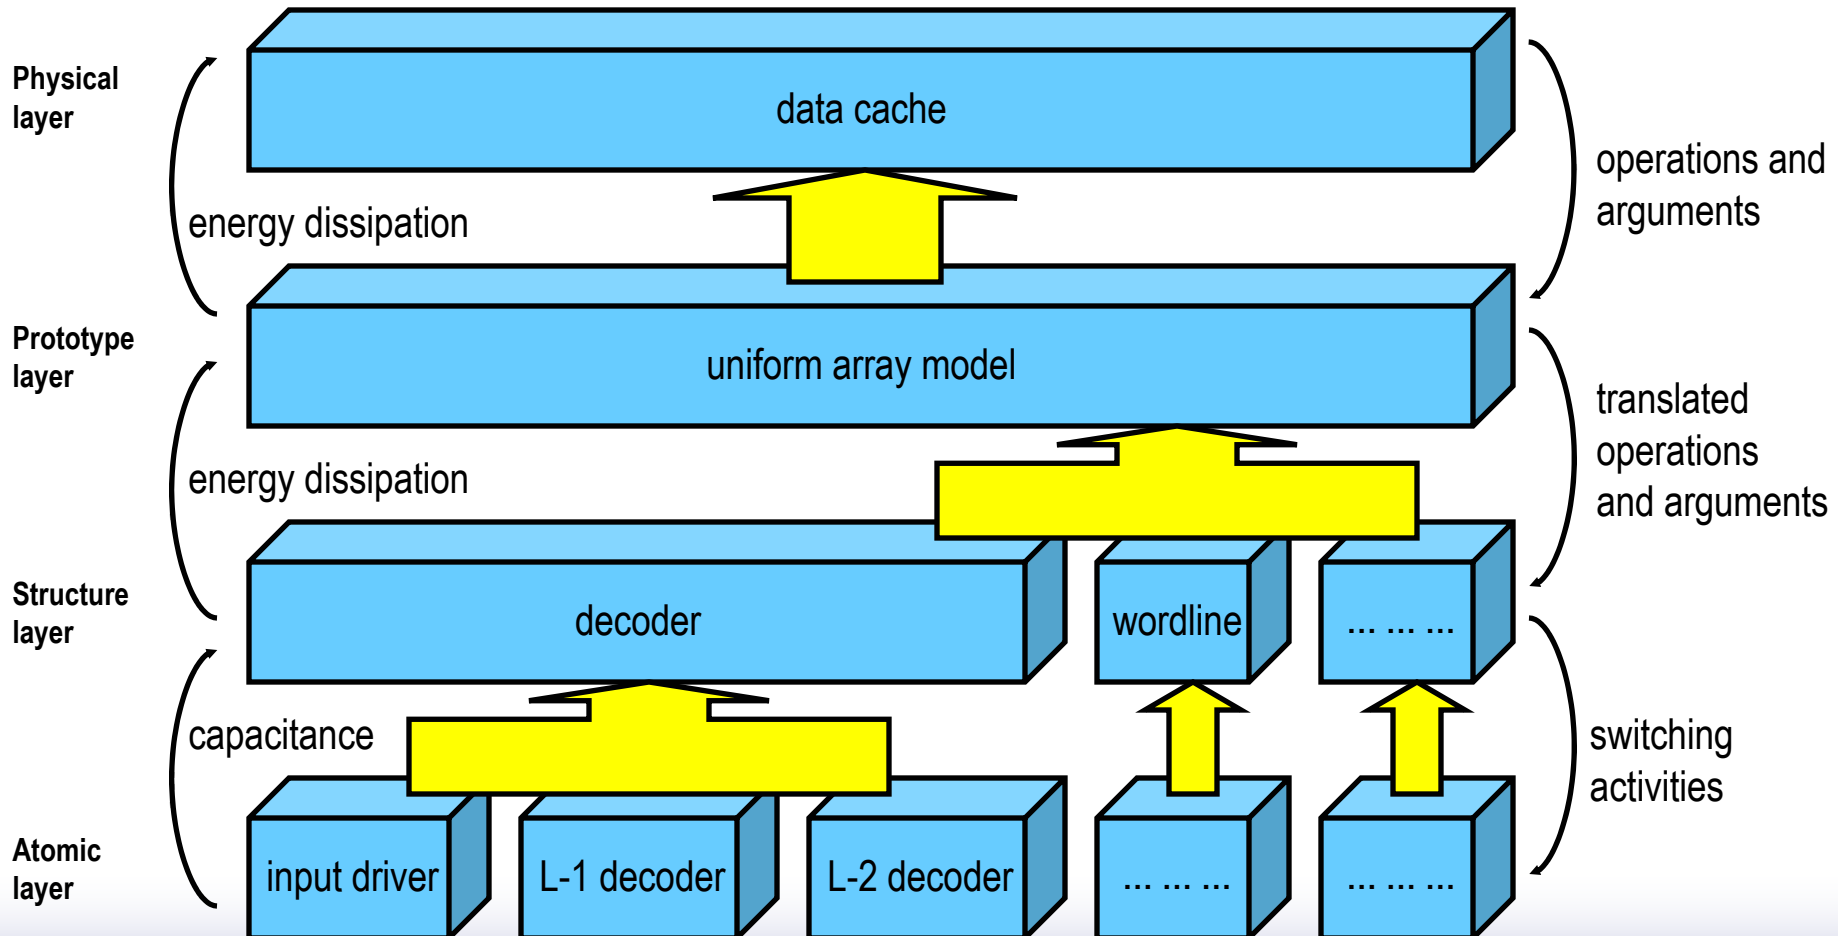 Physical
layer
data cache
operations and
arguments
energy dissipation
Prototype
layer
uniform array model
translated
operations
and arguments
energy dissipation
Structure
layer
decoder
wordline
... ... ...
capacitance
switching
activities
Atomic
layer
input driver
L-1 decoder
L-2 decoder
... ... ...
... ... ...